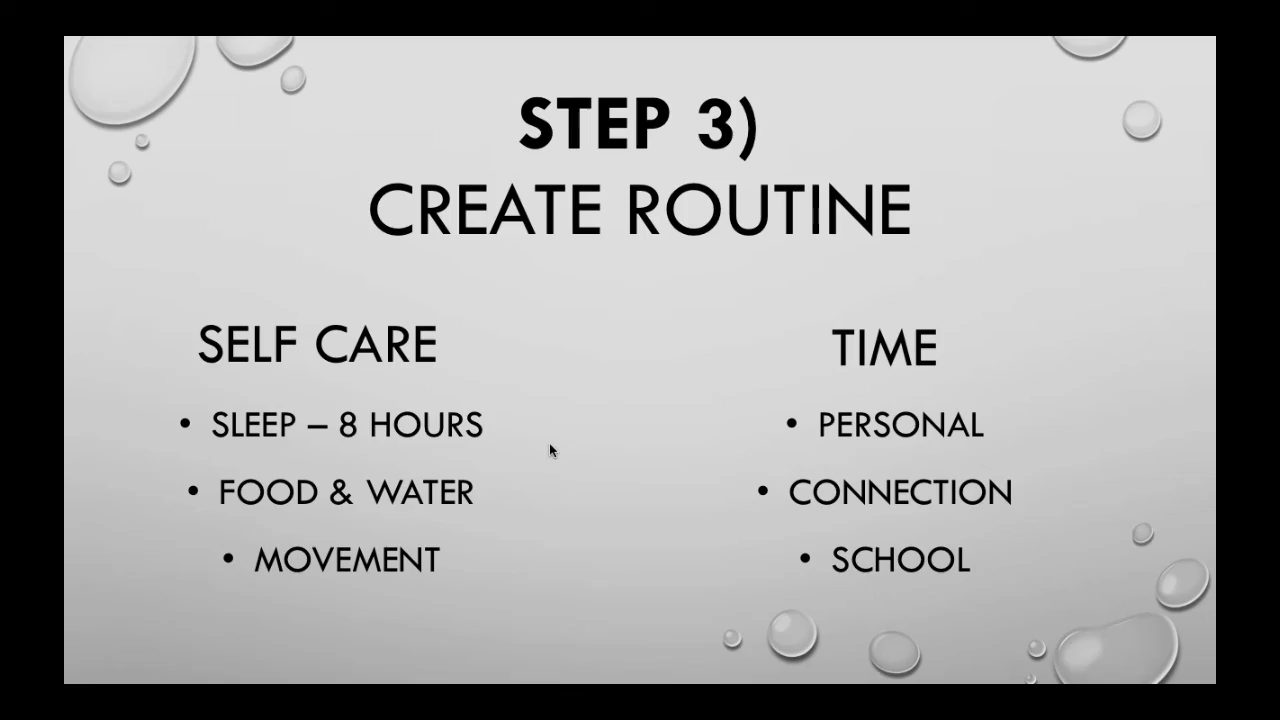 STEP 3)
CREATE ROUTINE
SELF CARE
• SLEEP – 8 HOURS
• FOOD & WATER
• MOVEMENT
TIME
• PERSONAL
• CONNECTION
• SCHOOL